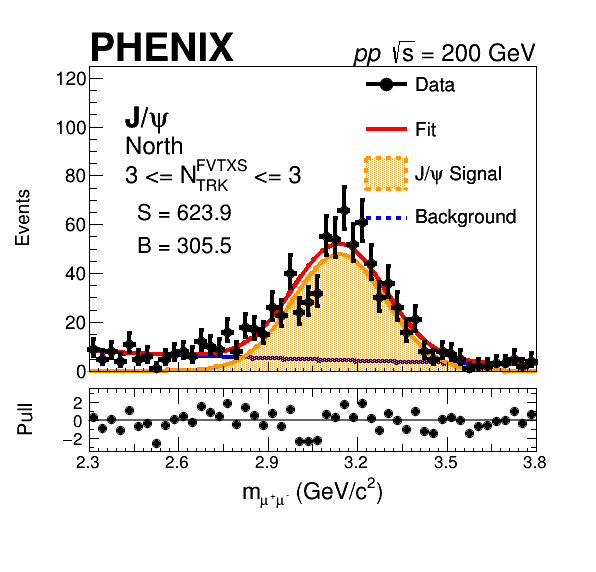 PHENIX pp √s = 200 GeV
120
100
80
60
40
20
0
Events
J/ψ
North
3 <= N_TRK^FVTXS <= 3
S = 623.9
B = 305.5
Data
Fit
J/ψ Signal
Background
Pull
2
0
−2
2.3 2.6 2.9 3.2 3.5 3.8
m_μ⁺μ⁻ (GeV/c²)